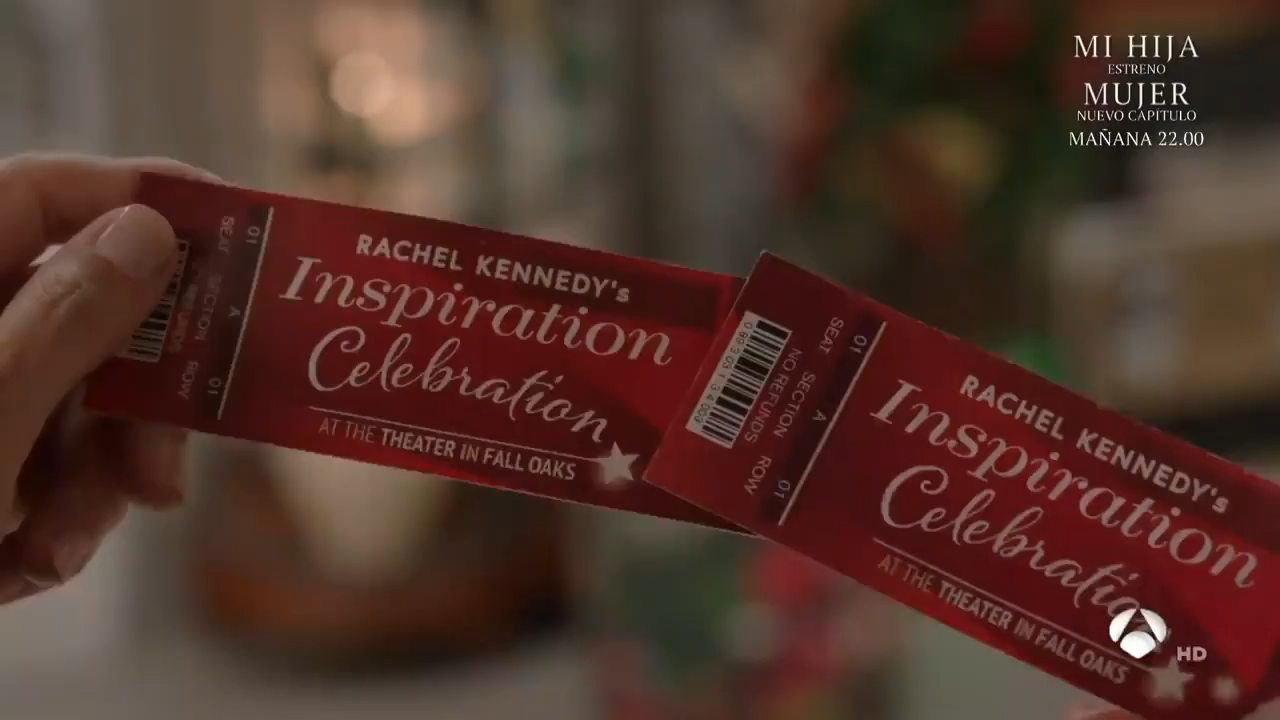 MI HIJA
ESTRENO
MUJER
NUEVO CAPÍTULO
MAÑANA 22.00
RACHEL KENNEDY's
Inspiration
Celebration
AT THE THEATER IN FALL OAKS
SEAT 01
SECTION A
ROW 01
RACHEL KENNEDY's
Inspiration
Celebratio
AT THE THEATER IN FALL OAKS
SEAT 01
SECTION A
ROW 01
NO REFUNDS
HD